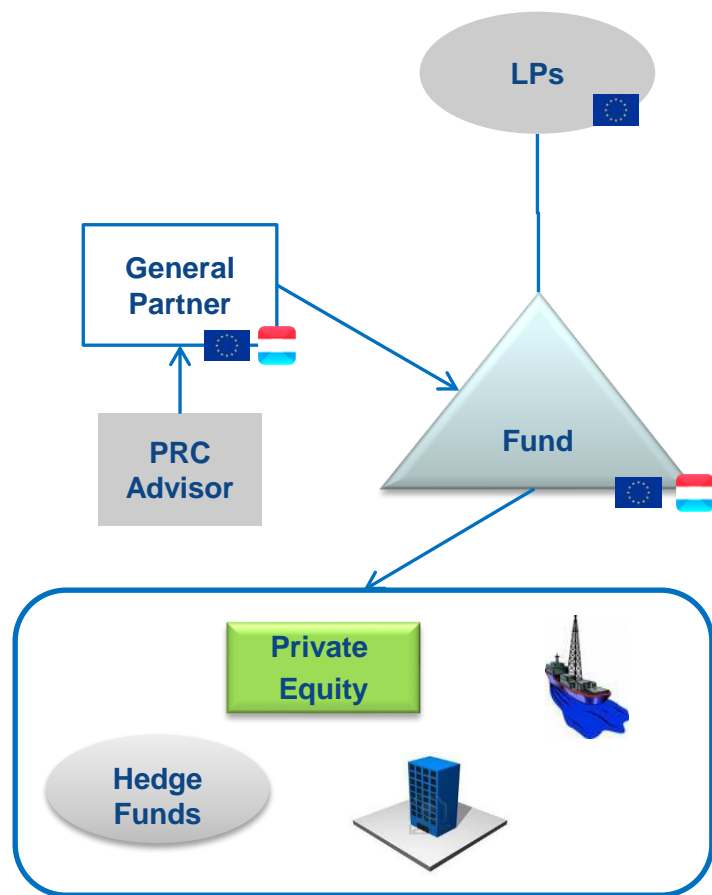 LPs
General
Partner
Fund
PRC
Advisor
Private
Equity
Hedge
Funds